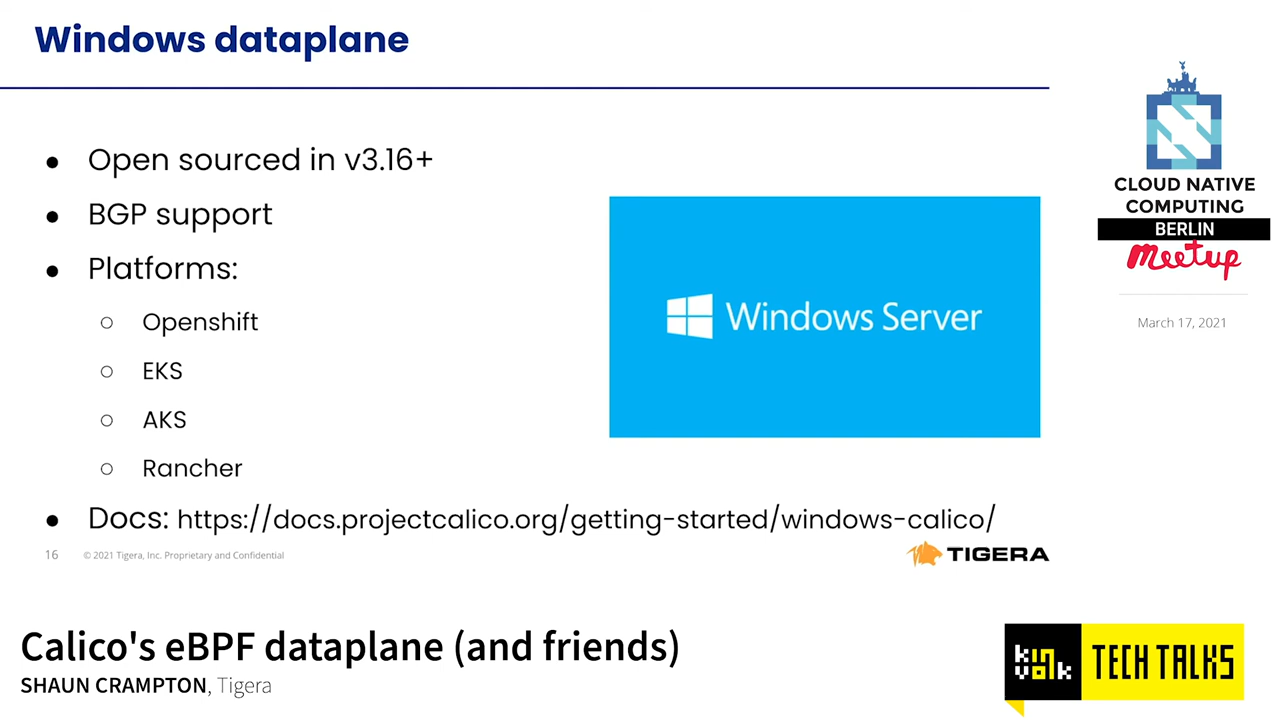 Windows dataplane
● Open sourced in v3.16+
● BGP support
● Platforms:
○ Openshift
○ EKS
○ AKS
○ Rancher
● Docs: https://docs.projectcalico.org/getting-started/windows-calico/
Windows Server
16 © 2021 Tigera, Inc. Proprietary and Confidential
TIGERA
CLOUD NATIVE
COMPUTING
BERLIN
Meetup
March 17, 2021
Calico's eBPF dataplane (and friends)
SHAUN CRAMPTON, Tigera
kinvolk
TECH TALKS